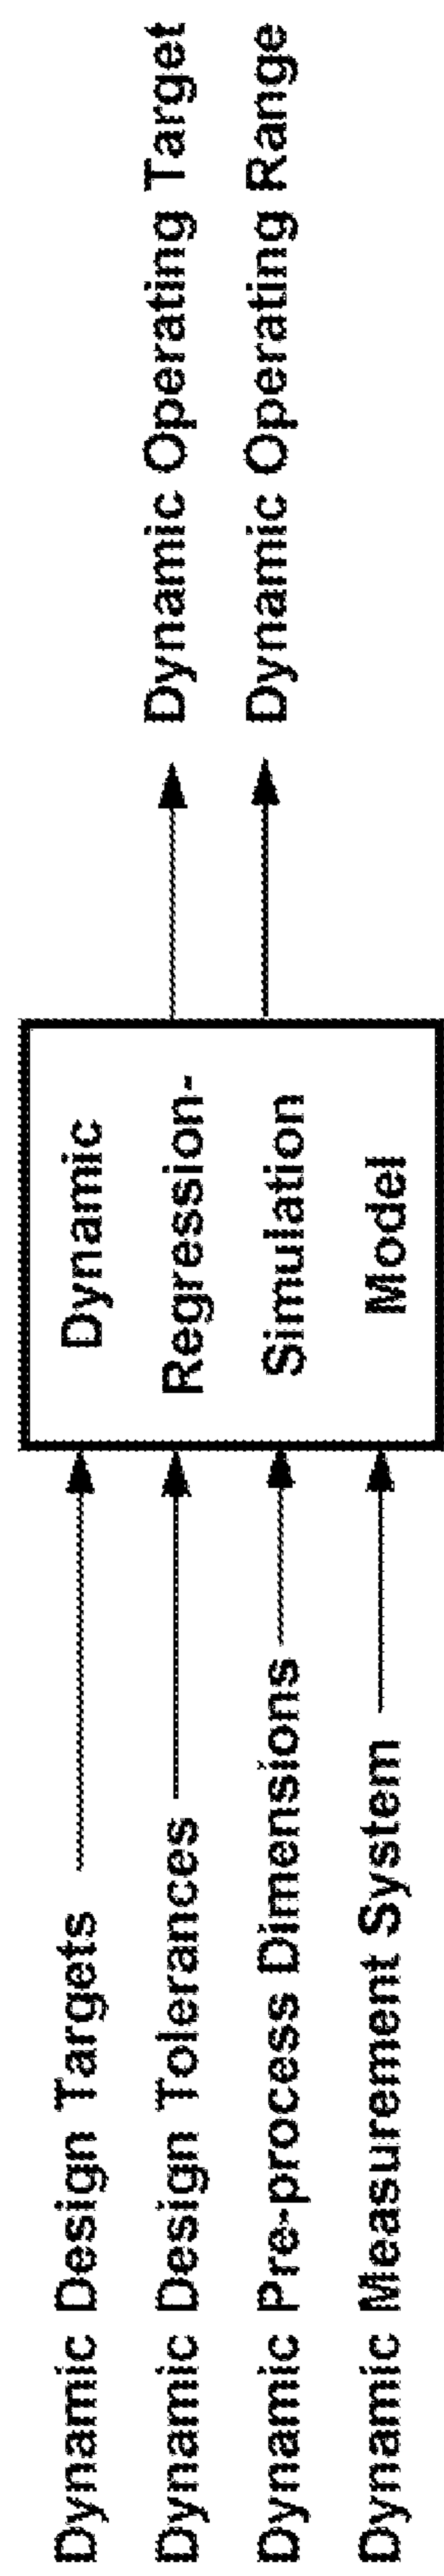 Dynamic Design Targets
Dynamic Design Tolerances
Dynamic Pre-process Dimensions
Dynamic Measurement System
Dynamic
Regression-
Simulation
Model
Dynamic Operating Target
Dynamic Operating Range